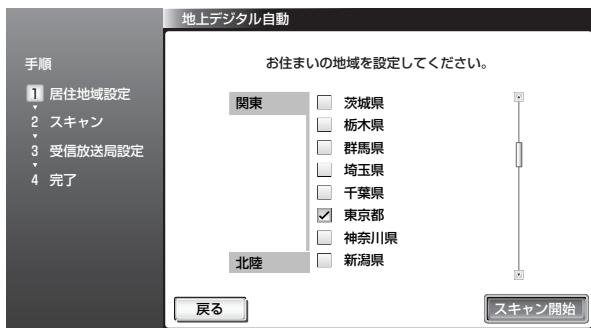 地上デジタル自動
手順
お住まいの地域を設定してください。
1 居住地域設定
2 スキャン
3 受信放送局設定
4 完了
関東
茨城県
栃木県
群馬県
埼玉県
千葉県
東京都
神奈川県
北陸
新潟県
戻る
スキャン開始